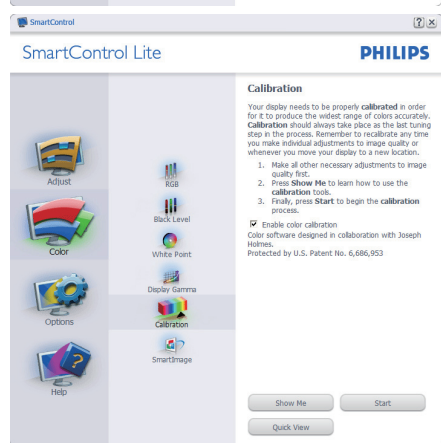 SmartControl
SmartControl Lite
PHILIPS
Adjust
Color
Options
Help
RGB
Black Level
White Point
Display Gamma
Calibration
SmartImage
Calibration
Your display needs to be properly calibrated in order
for it to produce the widest range of colors accurately.
Calibration should always take place as the last tuning
step in the process. Remember to recalibrate any time
you make individual adjustments to image quality or
whenever you move your display to a new location.
1. Make all other necessary adjustments to image
quality first.
2. Press Show Me to learn how to use the
calibration tools.
3. Finally, press Start to begin the calibration
process.
Enable color calibration
Color software designed in collaboration with Joseph
Holmes.
Protected by U.S. Patent No. 6,686,953
Show Me
Start
Quick View